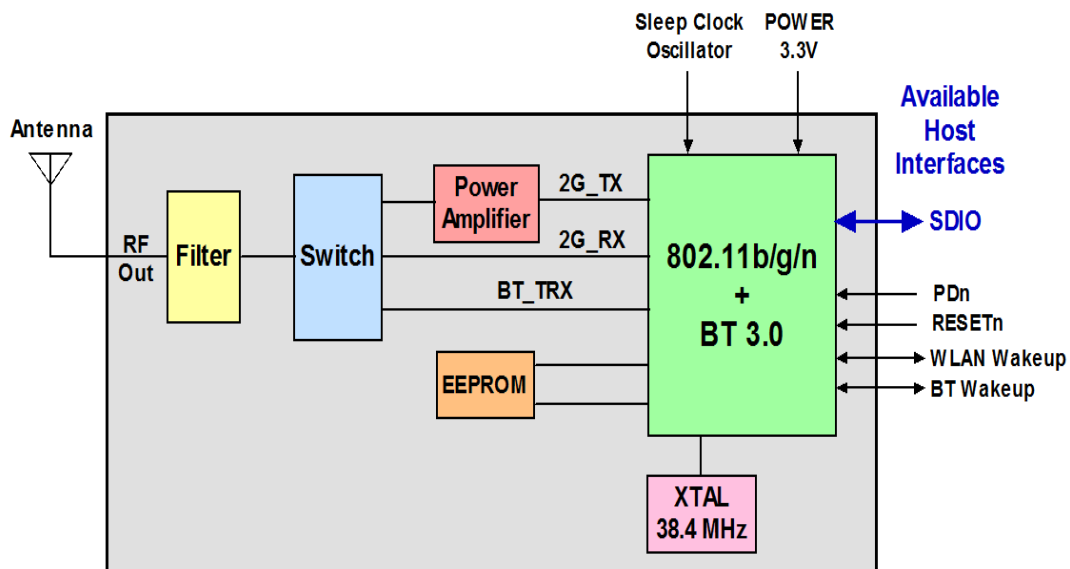 Sleep Clock
Oscillator
POWER
3.3V
Available
Host
Interfaces
Antenna
RF
Out
Filter
Switch
Power
Amplifier
2G_TX
2G_RX
BT_TRX
EEPROM
802.11b/g/n
+
BT 3.0
SDIO
PDn
RESETn
WLAN Wakeup
BT Wakeup
XTAL
38.4 MHz